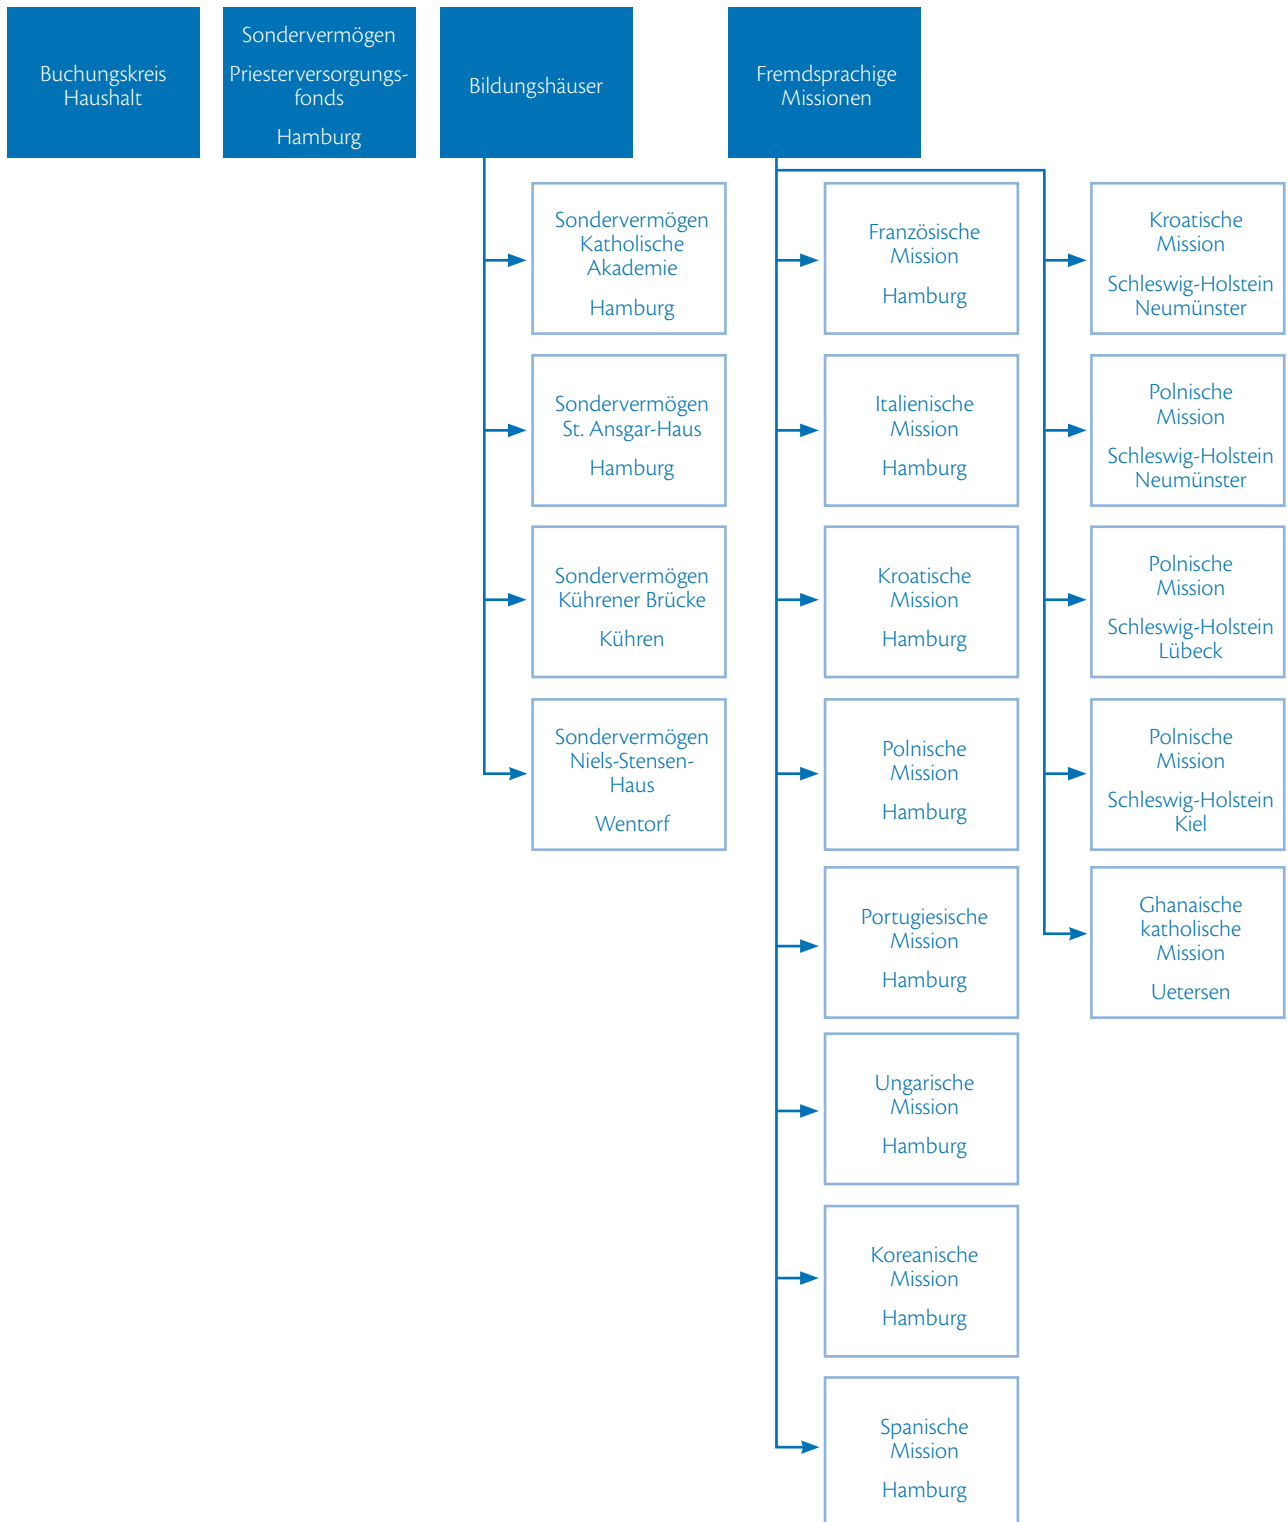 Buchungskreis
Haushalt
Sondervermögen
Priesterversorgungs-
fonds
Hamburg
Bildungshäuser
Fremdsprachige
Missionen
Sondervermögen
Katholische
Akademie
Hamburg
Sondervermögen
St. Ansgar-Haus
Hamburg
Sondervermögen
Kührener Brücke
Kühren
Sondervermögen
Niels-Stensen-
Haus
Wentorf
Französische
Mission
Hamburg
Italienische
Mission
Hamburg
Kroatische
Mission
Hamburg
Polnische
Mission
Hamburg
Portugiesische
Mission
Hamburg
Ungarische
Mission
Hamburg
Koreanische
Mission
Hamburg
Spanische
Mission
Hamburg
Kroatische
Mission
Schleswig-Holstein
Neumünster
Polnische
Mission
Schleswig-Holstein
Neumünster
Polnische
Mission
Schleswig-Holstein
Lübeck
Polnische
Mission
Schleswig-Holstein
Kiel
Ghanaische
katholische
Mission
Uetersen